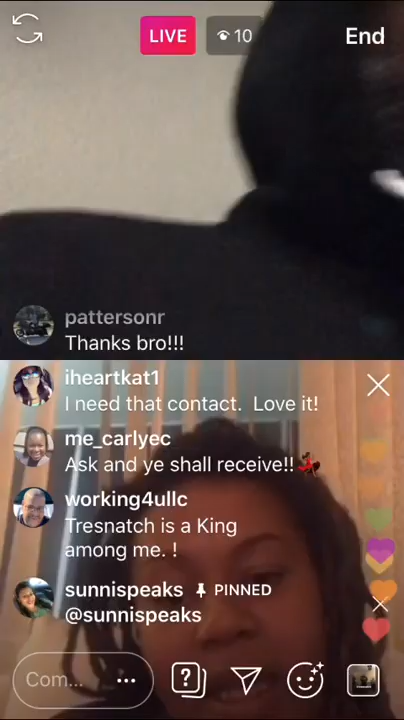 LIVE 10 End
pattersonr
Thanks bro!!!
iheartkat1
I need that contact. Love it!
me_carlyec
Ask and ye shall receive!!💃
working4ullc
Tresnatch is a King
among me. !
sunnispeaks PINNED
@sunnispeaks
Com...